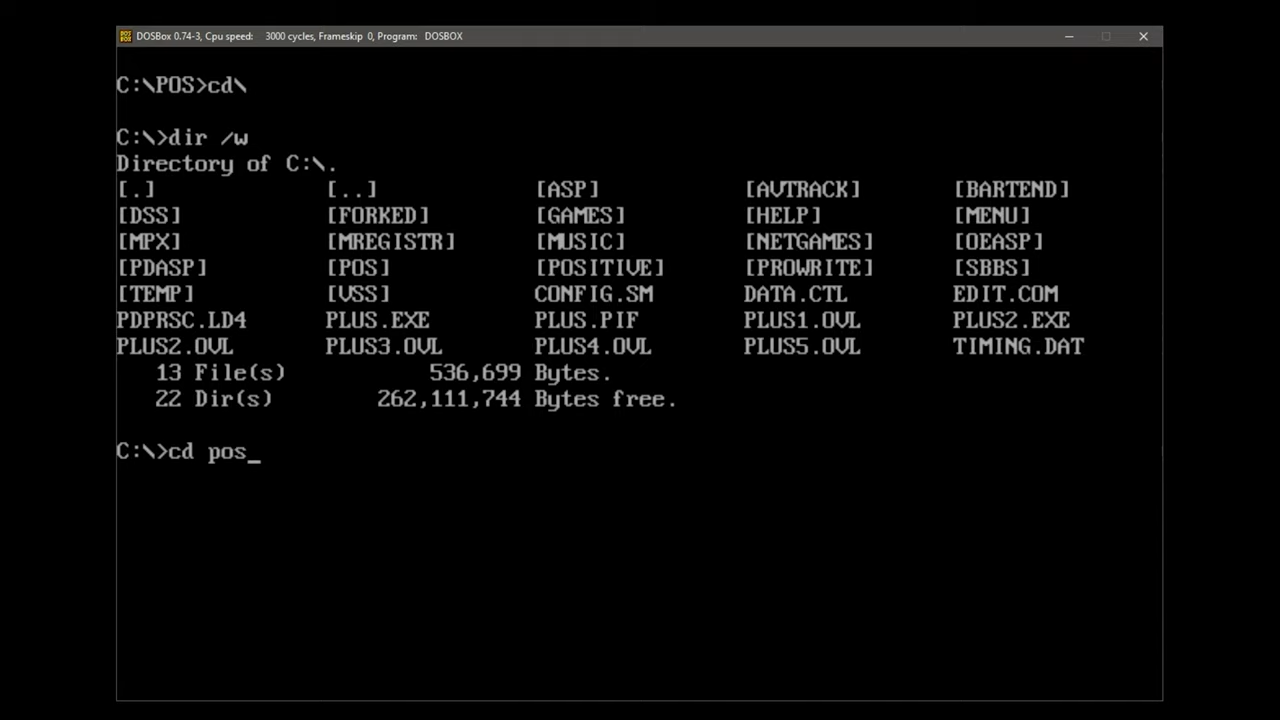 DOSBox 0.74-3, Cpu speed:    3000 cycles, Frameskip  0, Program:   DOSBOX
C:\POS>cd\
C:\>dir /w
Directory of C:\.
[.]                [..]               [ASP]              [AVTRACK]          [BARTEND]
[DSS]              [FORKED]           [GAMES]            [HELP]             [MENU]
[MPX]              [MREGISTR]         [MUSIC]            [NETGAMES]         [OEASP]
[PDASP]            [POS]              [POSITIVE]         [PROWRITE]         [SBBS]
[TEMP]             [VSS]              CONFIG.SM          DATA.CTL           EDIT.COM
PDPRSC.LD4         PLUS.EXE           PLUS.PIF           PLUS1.OVL          PLUS2.EXE
PLUS2.OVL          PLUS3.OVL          PLUS4.OVL          PLUS5.OVL          TIMING.DAT
   13 File(s)           536,699 Bytes.
   22 Dir(s)        262,111,744 Bytes free.
C:\>cd pos_